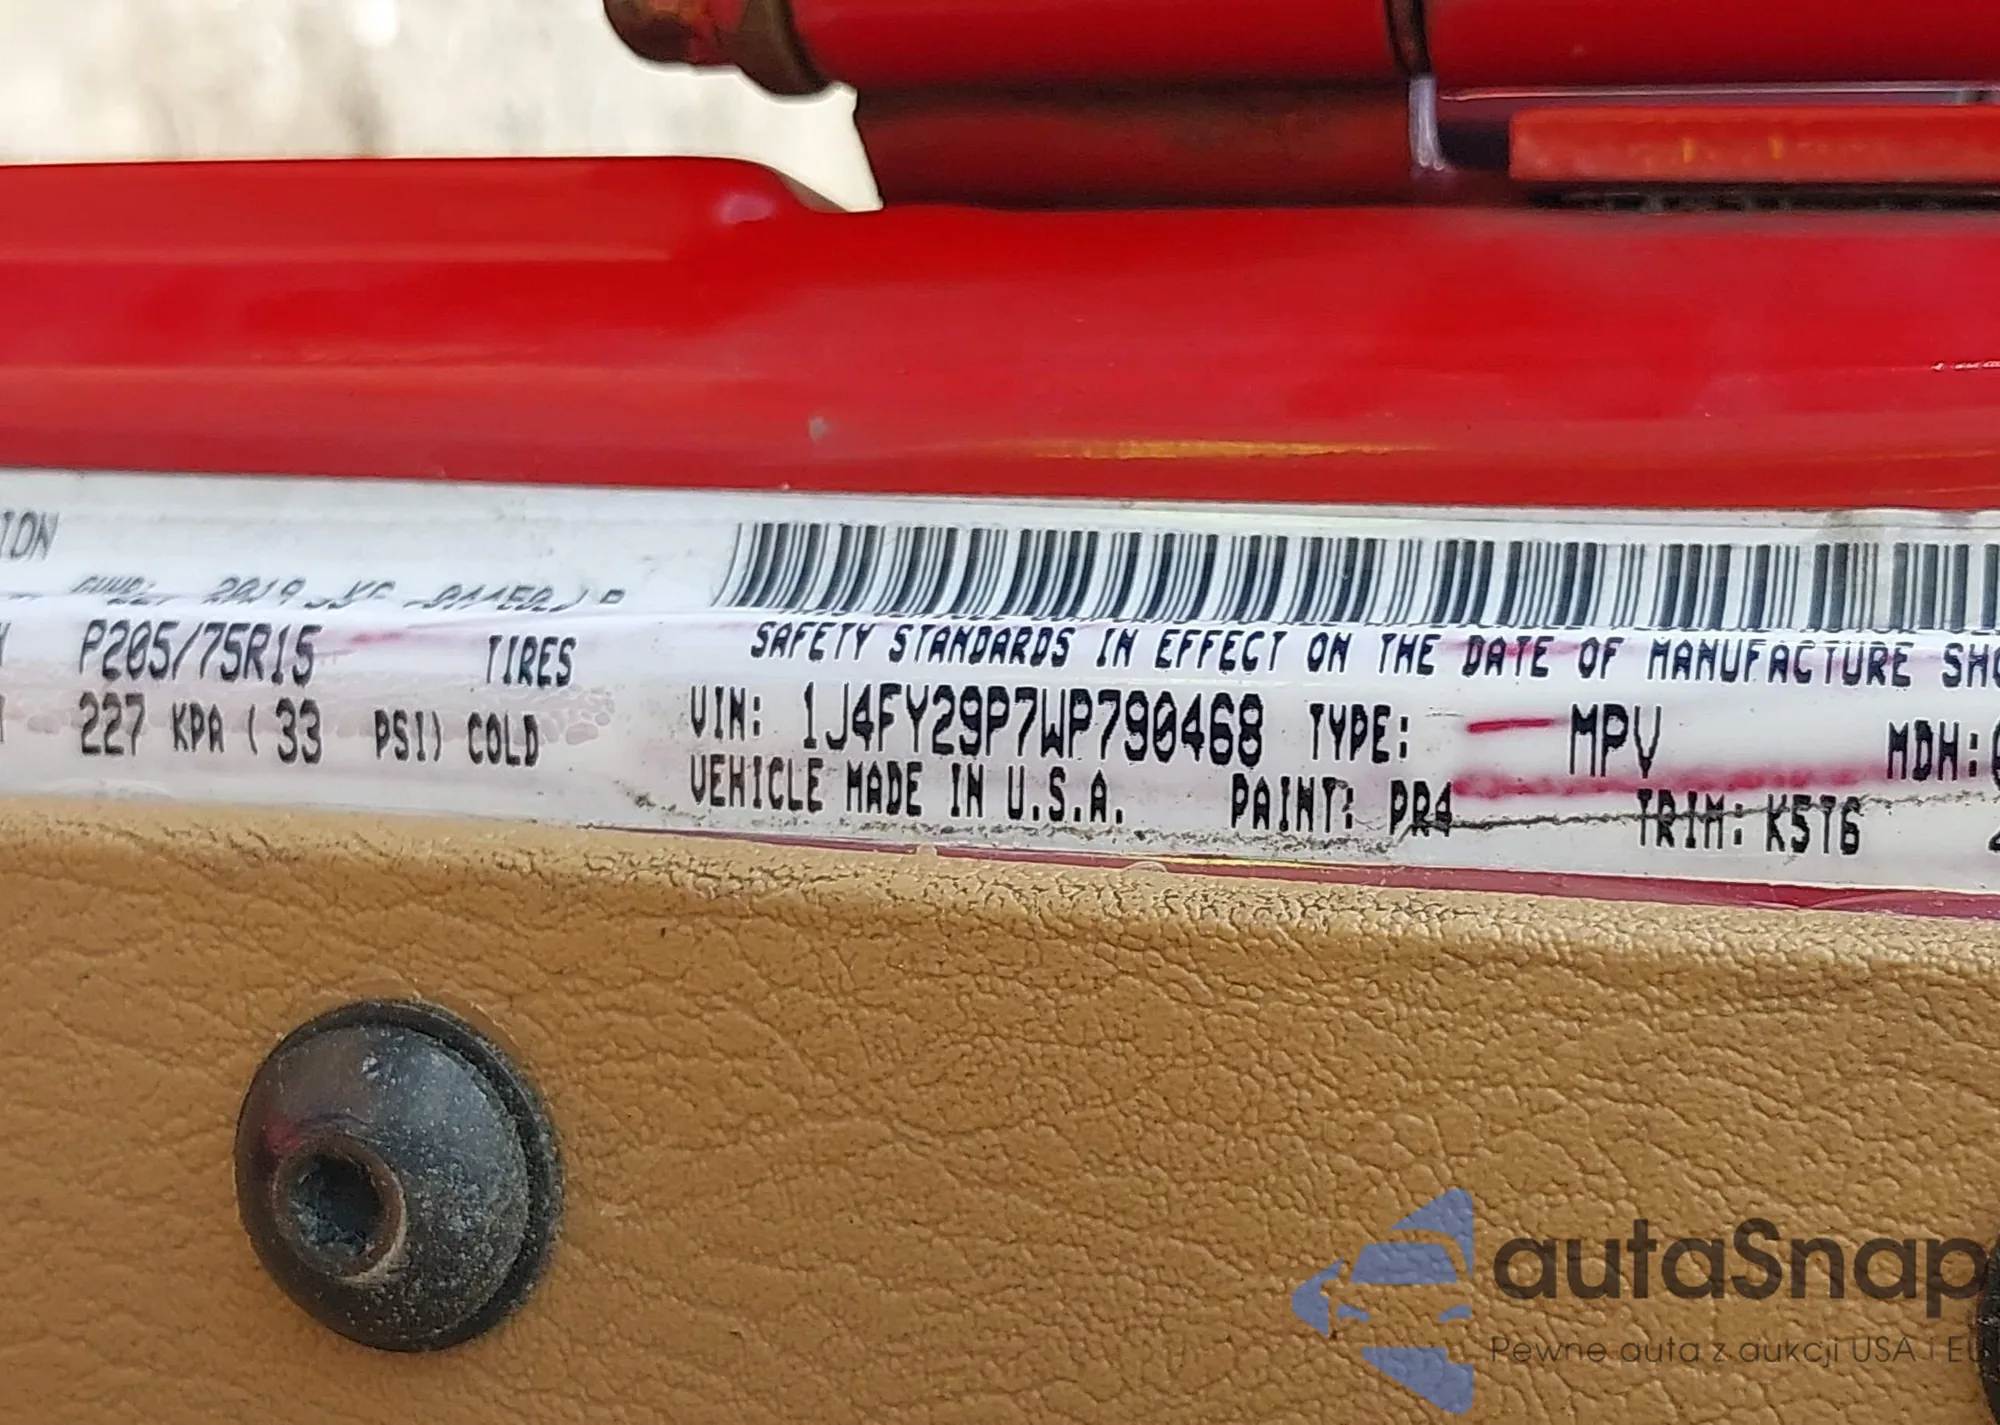 ION
P205/75R15 TIRES
227 KPA ( 33 PSI) COLD
SAFETY STANDARDS IN EFFECT ON THE DATE OF MANUFACTURE SHO
VIN: 1J4FY29P7WP790468 TYPE: MPV MDH:
VEHICLE MADE IN U.S.A. PAINT: PR4 TRIM: K5T6
autaSnap
Pewne auta z aukcji USA i EU